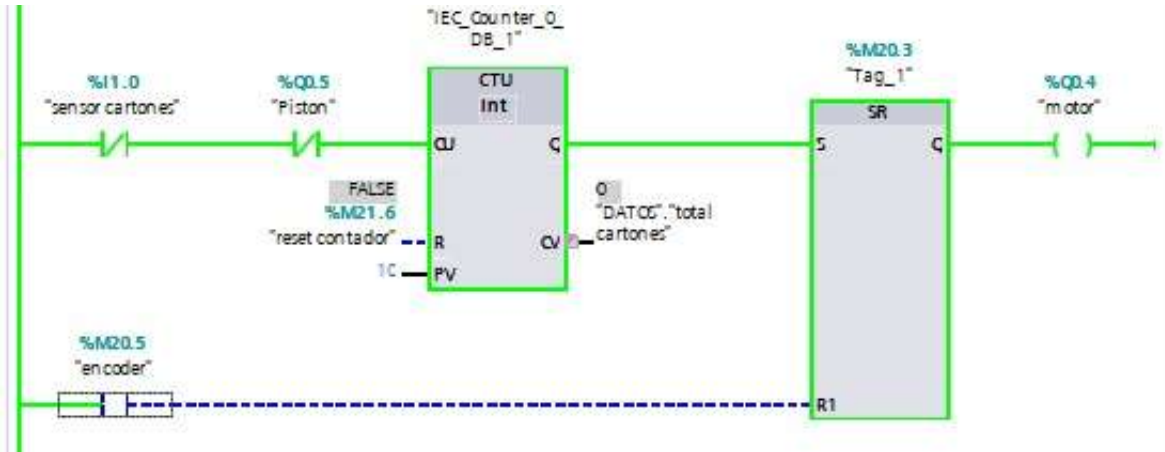 "IEC_Counter_0_
DB_1"
%M20.3
"Tag_1"
%I1.0
"sensor cartones"
%Q0.5
"Piston"
CTU
Int
SR
%Q0.4
"motor"
CU
Q
S
Q
FALSE
%M21.6
"reset contador"
R
0
"DATOS"."total
cartones"
CV
PV
%M20.5
"encoder"
R1